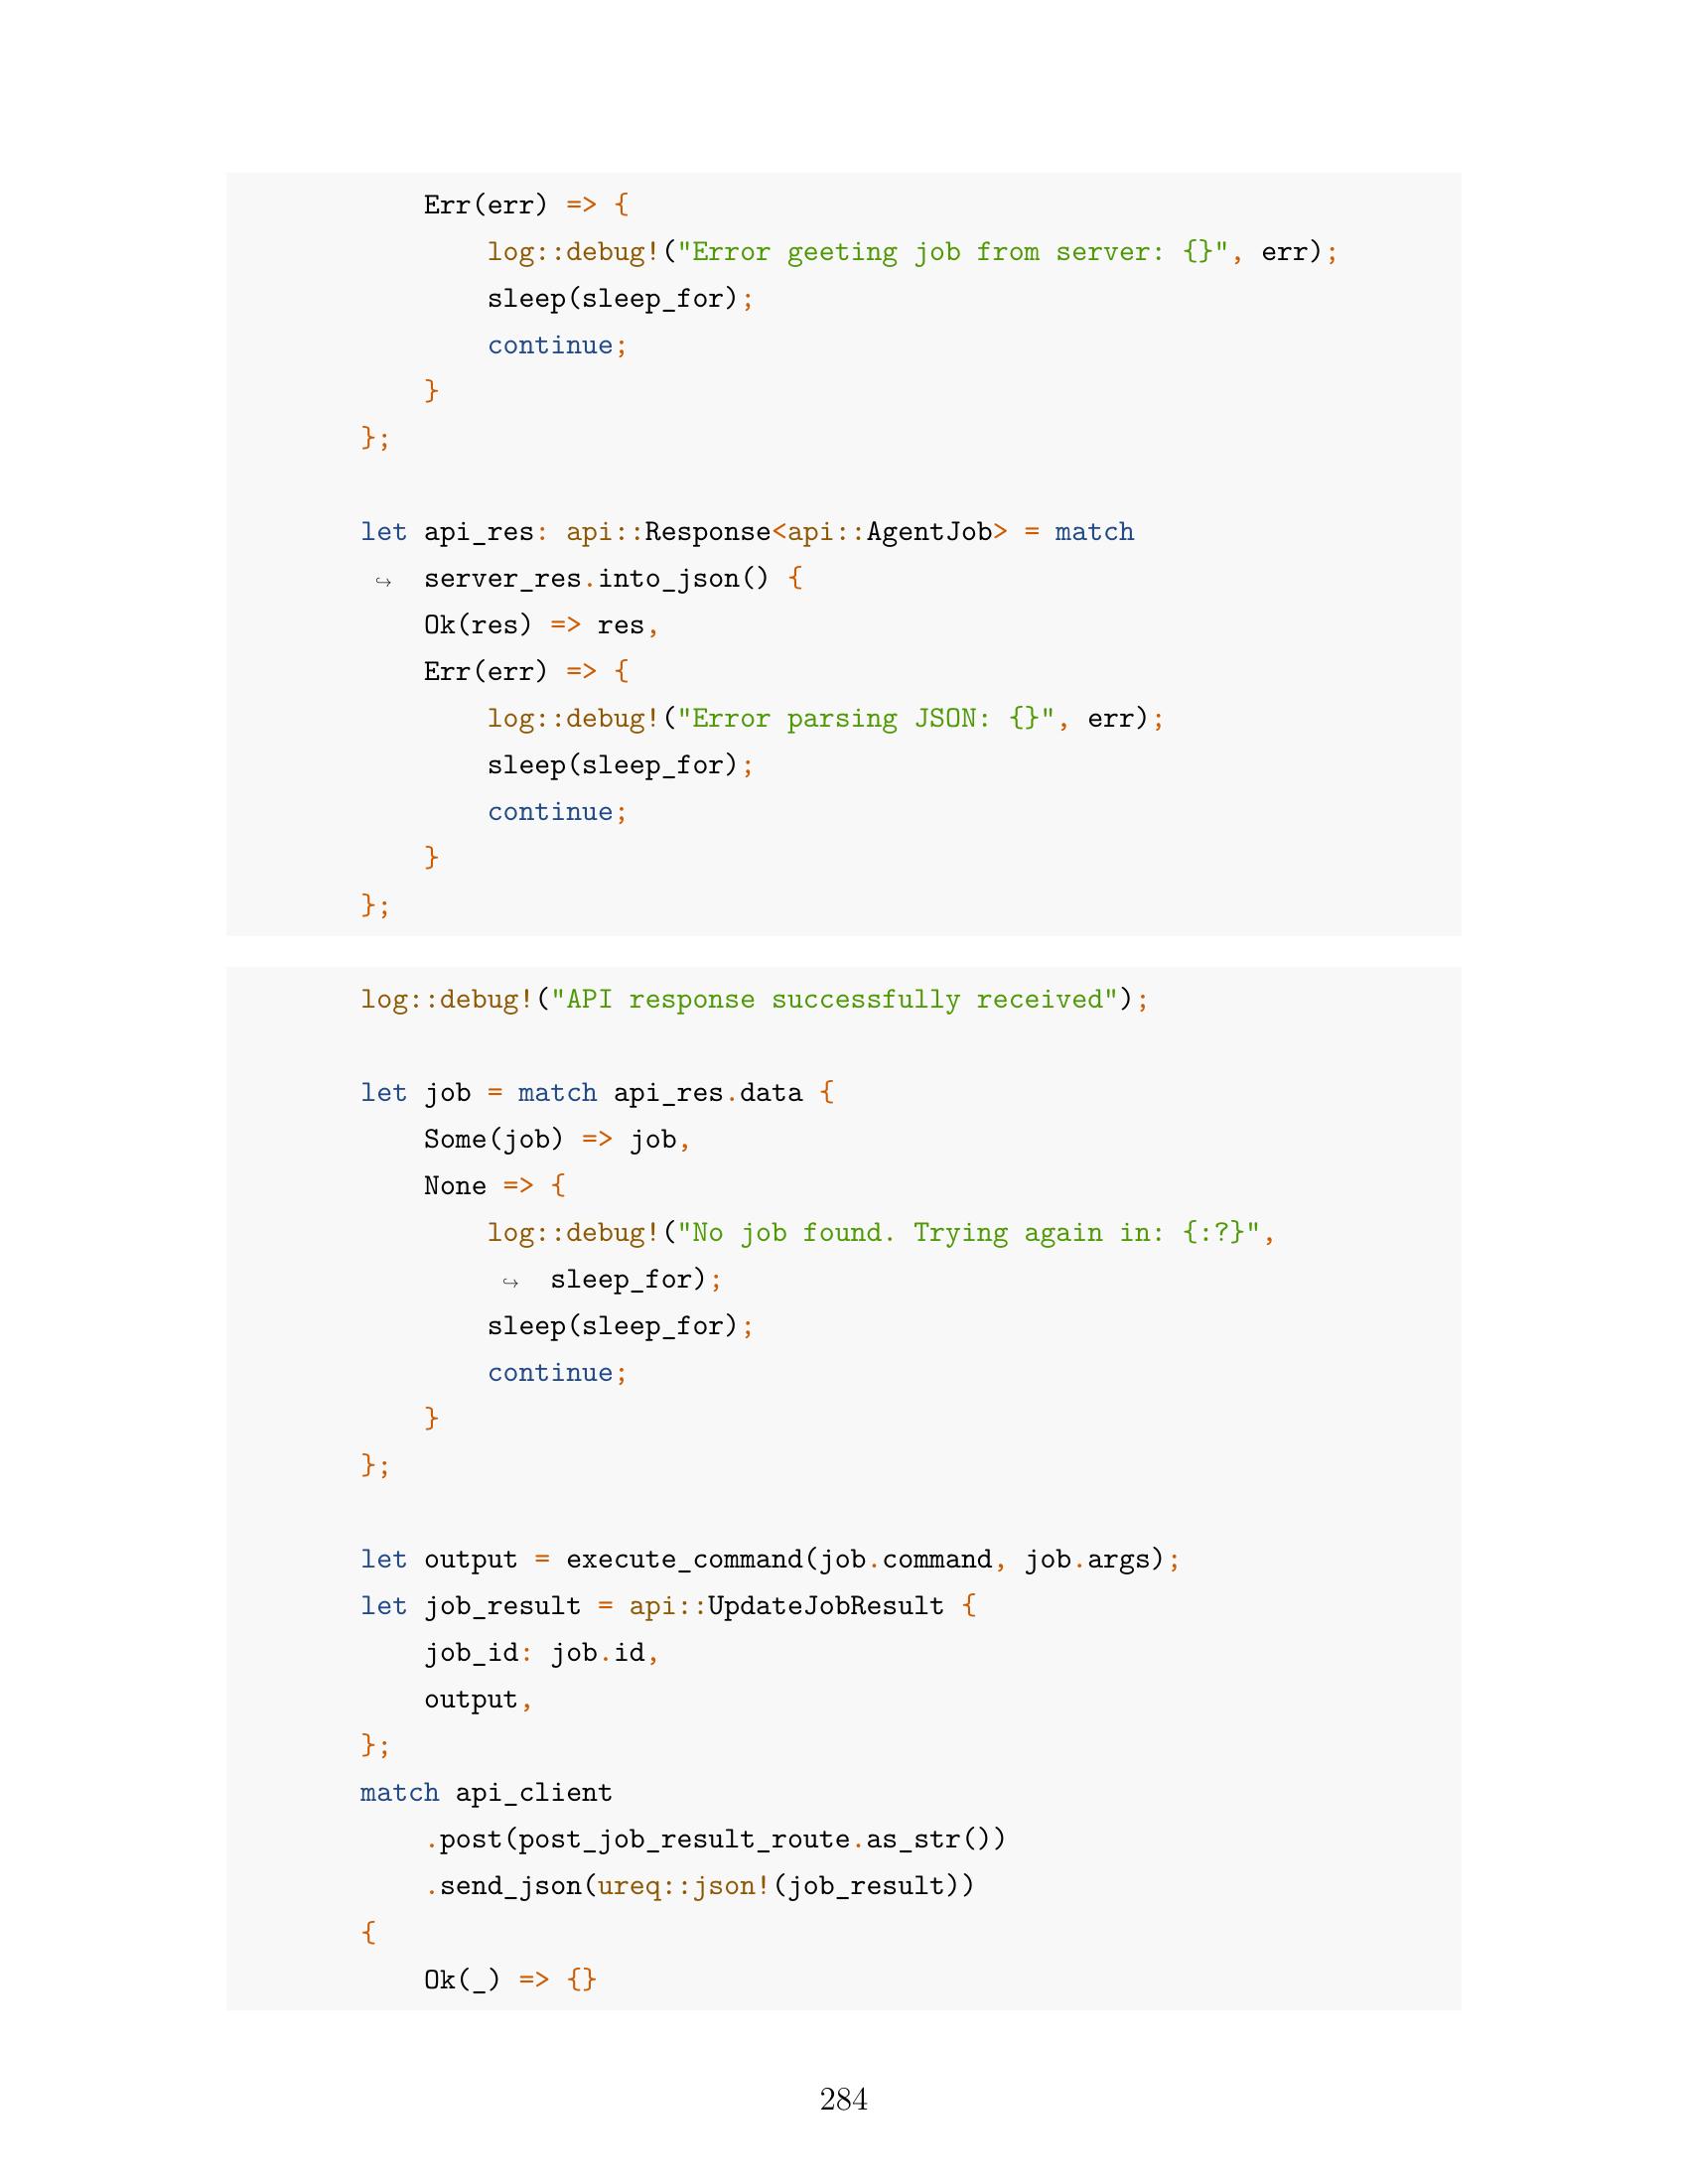 Err(err) => {
log::debug!("Error geeting job from server: {}", err);
sleep(sleep_for);
continue;
}
};
let api_res: api::Response<api::AgentJob> = match
↪ server_res.into_json() {
Ok(res) => res,
Err(err) => {
log::debug!("Error parsing JSON: {}", err);
sleep(sleep_for);
continue;
}
};
log::debug!("API response successfully received");
let job = match api_res.data {
Some(job) => job,
None => {
log::debug!("No job found. Trying again in: {:?}",
↪ sleep_for);
sleep(sleep_for);
continue;
}
};
let output = execute_command(job.command, job.args);
let job_result = api::UpdateJobResult {
job_id: job.id,
output,
};
match api_client
.post(post_job_result_route.as_str())
.send_json(ureq::json!(job_result))
{
Ok(_) => {}
284